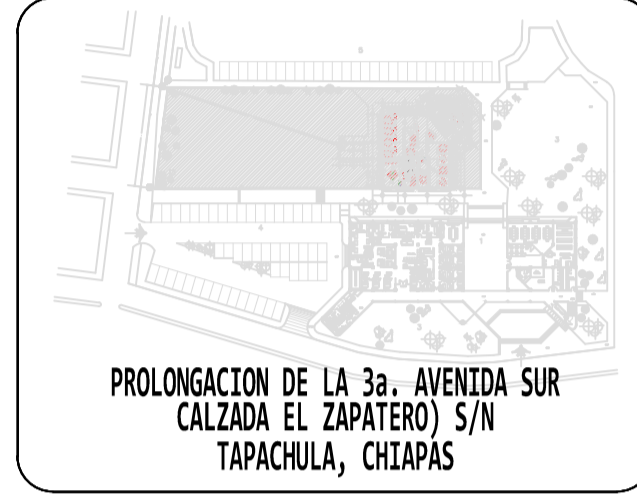 PROLONGACION DE LA 3a. AVENIDA SUR
CALZADA EL ZAPATERO) S/N
TAPACHULA, CHIAPAS